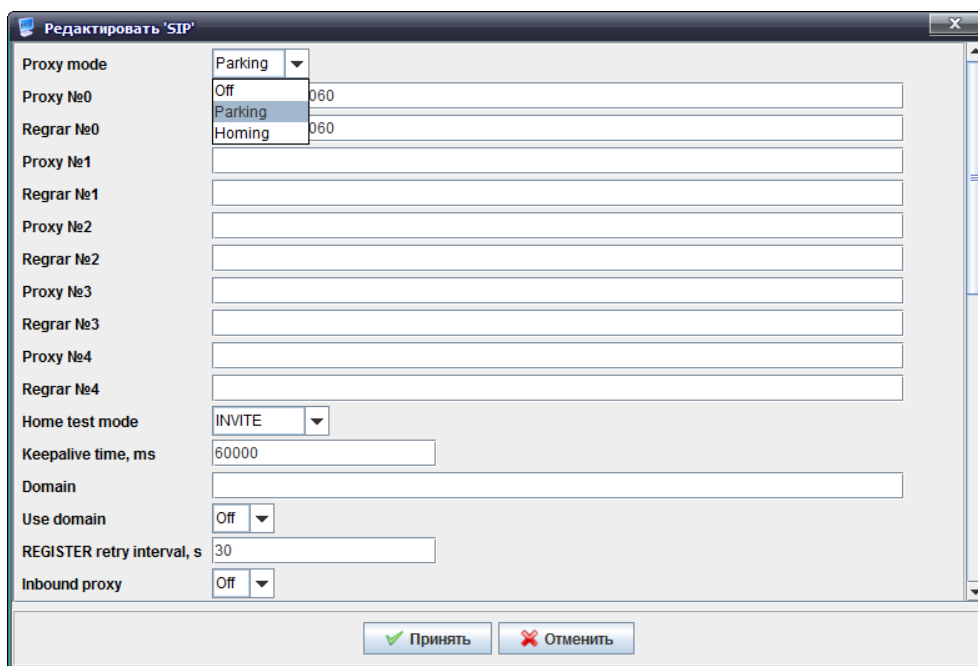 Редактировать 'SIP'
Proxy mode Parking
Off
Proxy №0 060
Parking
Regrar №0 060
Homing
Proxy №1
Regrar №1
Proxy №2
Regrar №2
Proxy №3
Regrar №3
Proxy №4
Regrar №4
Home test mode INVITE
Keepalive time, ms 60000
Domain
Use domain Off
REGISTER retry interval, s 30
Inbound proxy Off
Принять Отменить